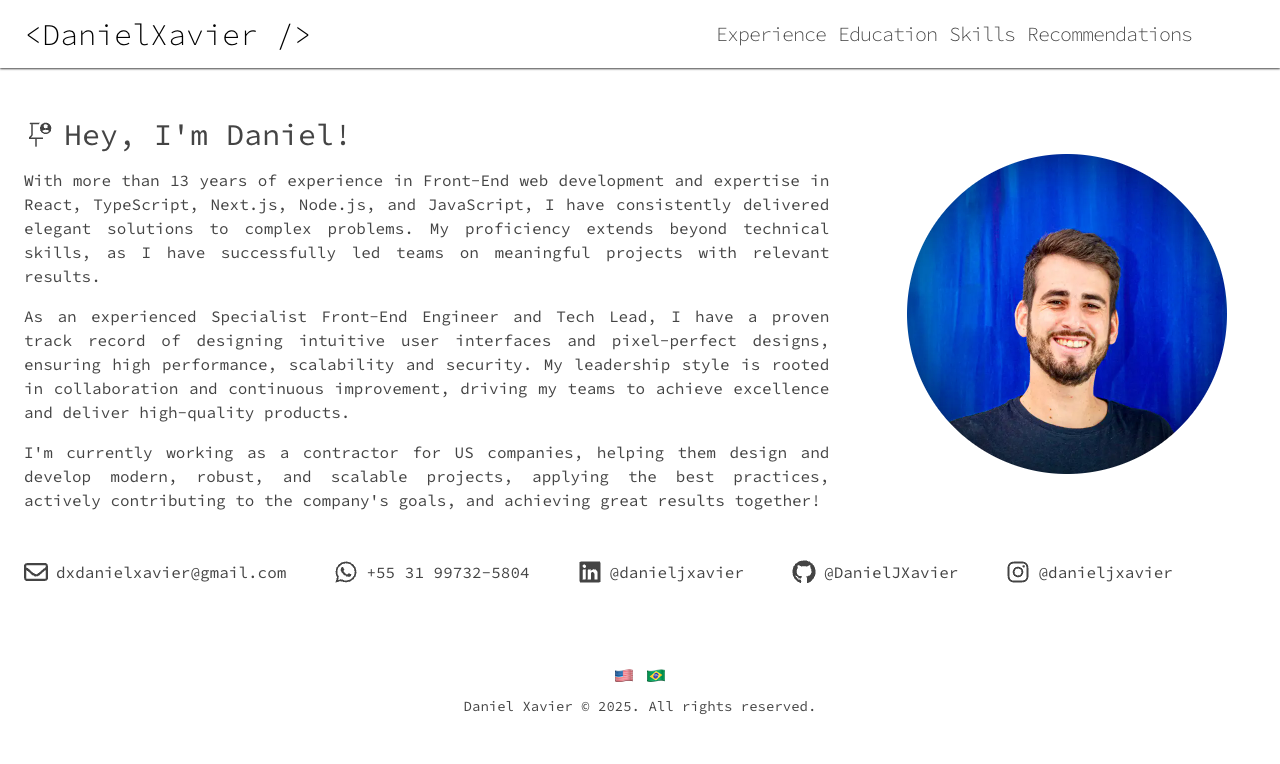 <DanielXavier />
Experience Education Skills Recommendations
Hey, I'm Daniel!
With more than 13 years of experience in Front-End web development and expertise in
React, TypeScript, Next.js, Node.js, and JavaScript, I have consistently delivered
elegant solutions to complex problems. My proficiency extends beyond technical
skills, as I have successfully led teams on meaningful projects with relevant
results.
As an experienced Specialist Front-End Engineer and Tech Lead, I have a proven
track record of designing intuitive user interfaces and pixel-perfect designs,
ensuring high performance, scalability and security. My leadership style is rooted
in collaboration and continuous improvement, driving my teams to achieve excellence
and deliver high-quality products.
I'm currently working as a contractor for US companies, helping them design and
develop modern, robust, and scalable projects, applying the best practices,
actively contributing to the company's goals, and achieving great results together!
dxdanielxavier@gmail.com
+55 31 99732-5804
@danieljxavier
@DanielJXavier
@danieljxavier
Daniel Xavier © 2025. All rights reserved.